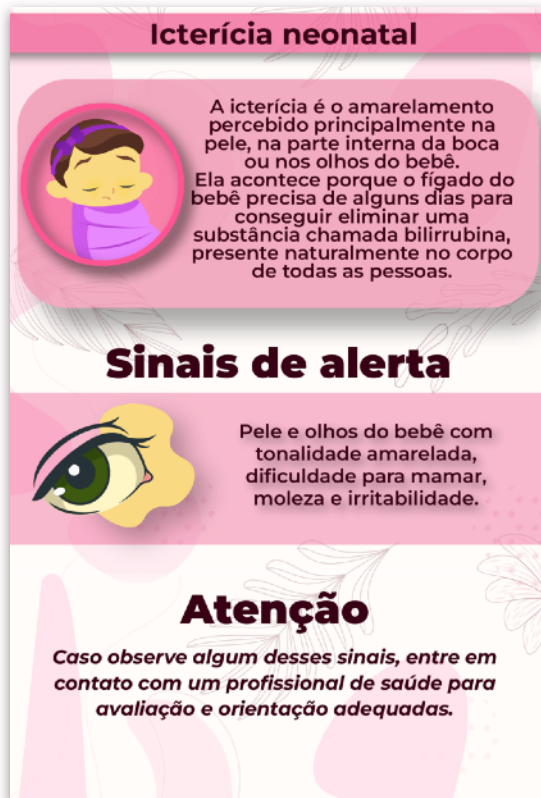 Icterícia neonatal
A icterícia é o amarelamento
percebido principalmente na
pele, na parte interna da boca
ou nos olhos do bebê.
Ela acontece porque o fígado do
bebê precisa de alguns dias para
conseguir eliminar uma
substância chamada bilirrubina,
presente naturalmente no corpo
de todas as pessoas.
Sinais de alerta
Pele e olhos do bebê com
tonalidade amarelada,
dificuldade para mamar,
moleza e irritabilidade.
Atenção
Caso observe algum desses sinais, entre em
contato com um profissional de saúde para
avaliação e orientação adequadas.